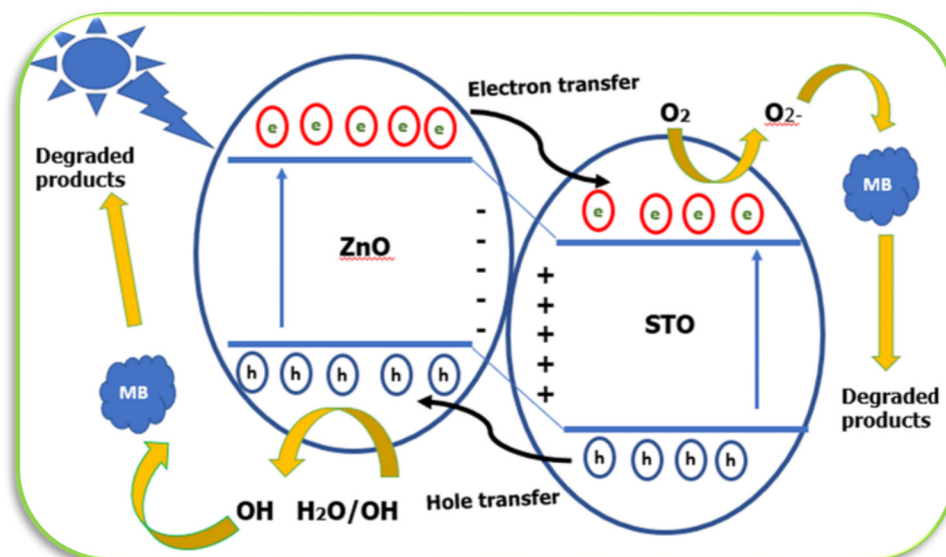 Electron transfer
O2
O2-
e e e e e
Degraded
products
MB
e e e e
-
-
-
-
-
ZnO
+
+
+
+
+
STO
h h h h h
MB
Degraded
products
h h h h
OH H2O/OH
Hole transfer